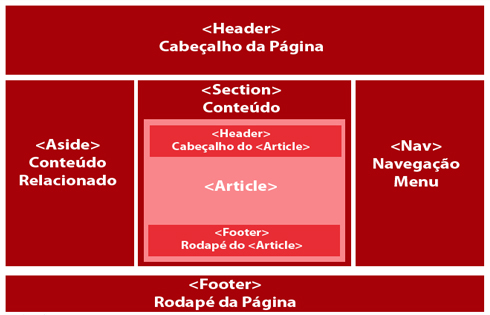 <Header>
Cabeçalho da Página
<Aside>
Conteúdo
Relacionado
<Section>
Conteúdo
<Header>
Cabeçalho do <Article>
<Article>
<Footer>
Rodapé do <Article>
<Nav>
Navegação
Menu
<Footer>
Rodapé da Página